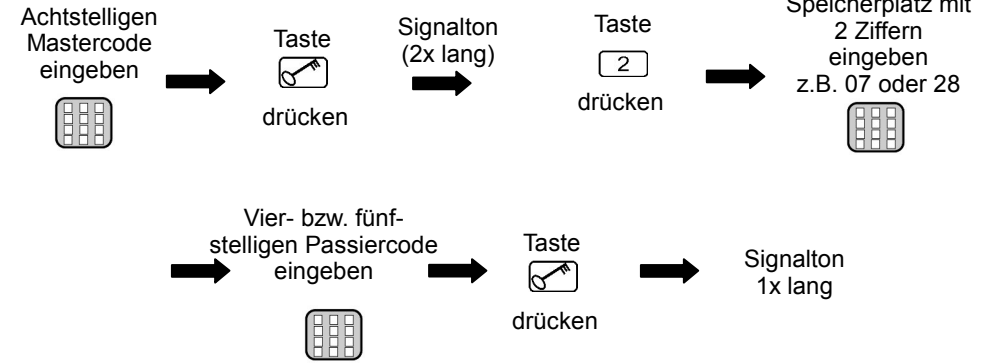 Achtstelligen
Mastercode
eingeben
Taste
drücken
Signalton
(2x lang)
Taste
2
drücken
Speicherplatz mit
2 Ziffern
eingeben
z.B. 07 oder 28
Vier- bzw. fünf-
stelligen Passiercode
eingeben
Taste
drücken
Signalton
1x lang